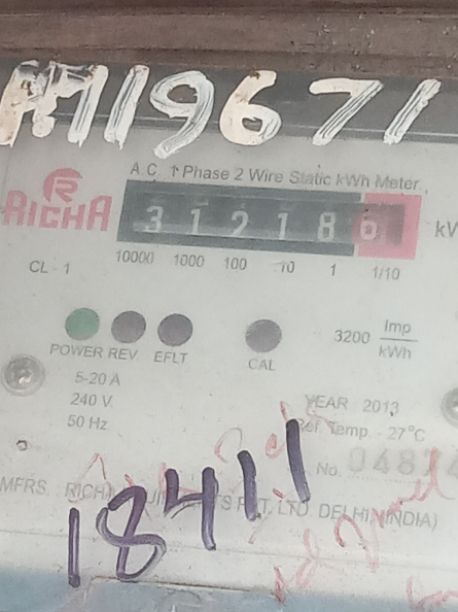 M19671
A.C. 1 Phase 2 Wire Static kWh Meter
R
RICHA
312186
CL - 1
10000 1000 100 10 1 1/10
3200 Imp/kWh
POWER REV EFLT CAL
5-20 A
240 V.
50 Hz
YEAR 2013
Ref. Temp. - 27°C
No.
MFRS. RICHA LTD. DELHI, (INDIA)
18411